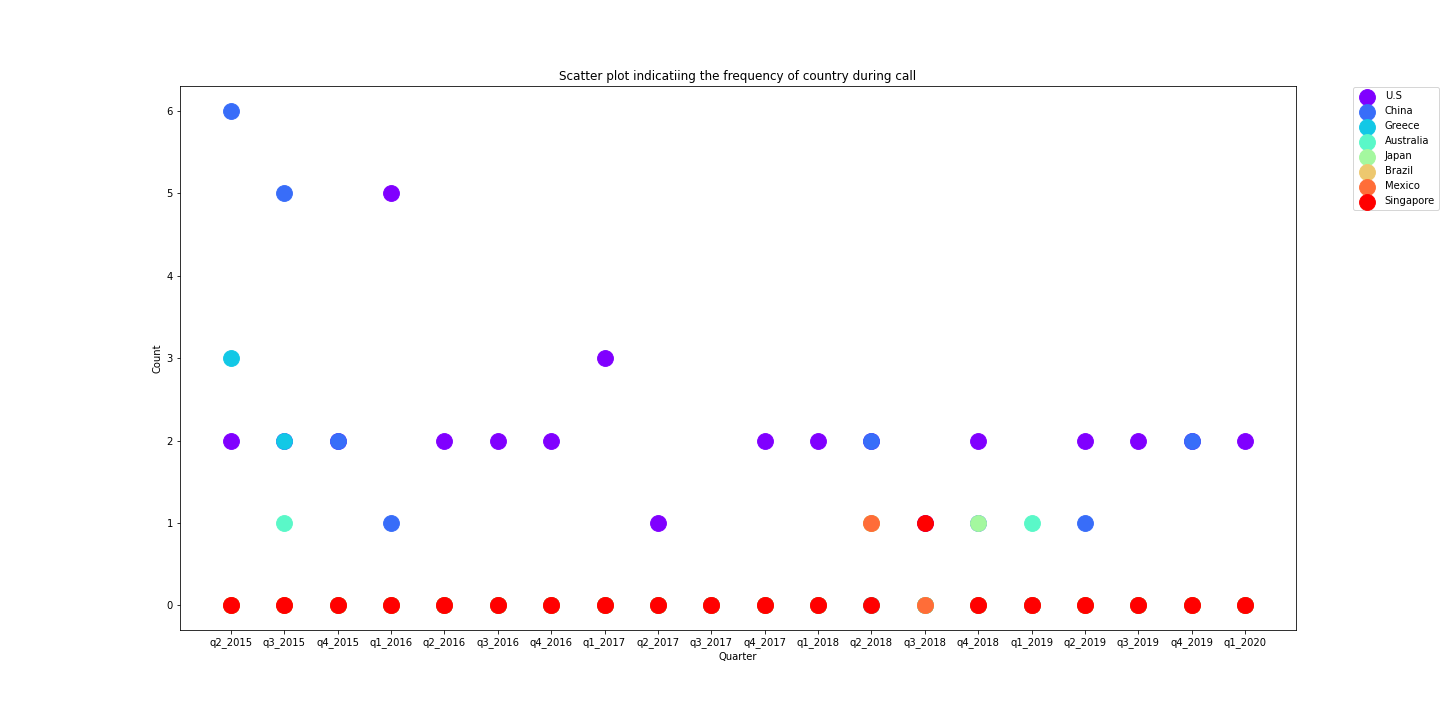 Scatter plot indicatiing the frequency of country during call
U.S
China
Greece
Australia
Japan
Brazil
Mexico
Singapore
Count
6
5
4
3
2
1
0
q2_2015 q3_2015 q4_2015 q1_2016 q2_2016 q3_2016 q4_2016 q1_2017 q2_2017 q3_2017 q4_2017 q1_2018 q2_2018 q3_2018 q4_2018 q1_2019 q2_2019 q3_2019 q4_2019 q1_2020
Quarter